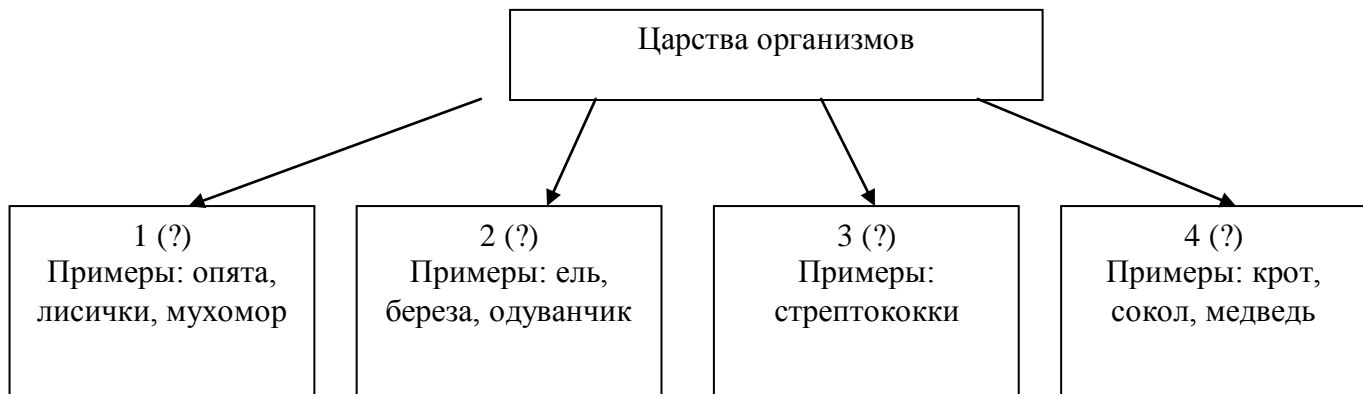 Царства организмов
1 (?)
Примеры: опята,
лисички, мухомор
2 (?)
Примеры: ель,
береза, одуванчик
3 (?)
Примеры:
стрептококки
4 (?)
Примеры: крот,
сокол, медведь